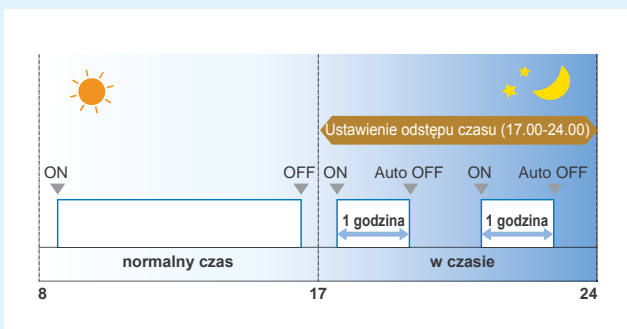 Ustawienie odstępu czasu (17.00-24.00)
ON OFF ON Auto OFF ON Auto OFF
1 godzina 1 godzina
normalny czas w czasie
8 17 24